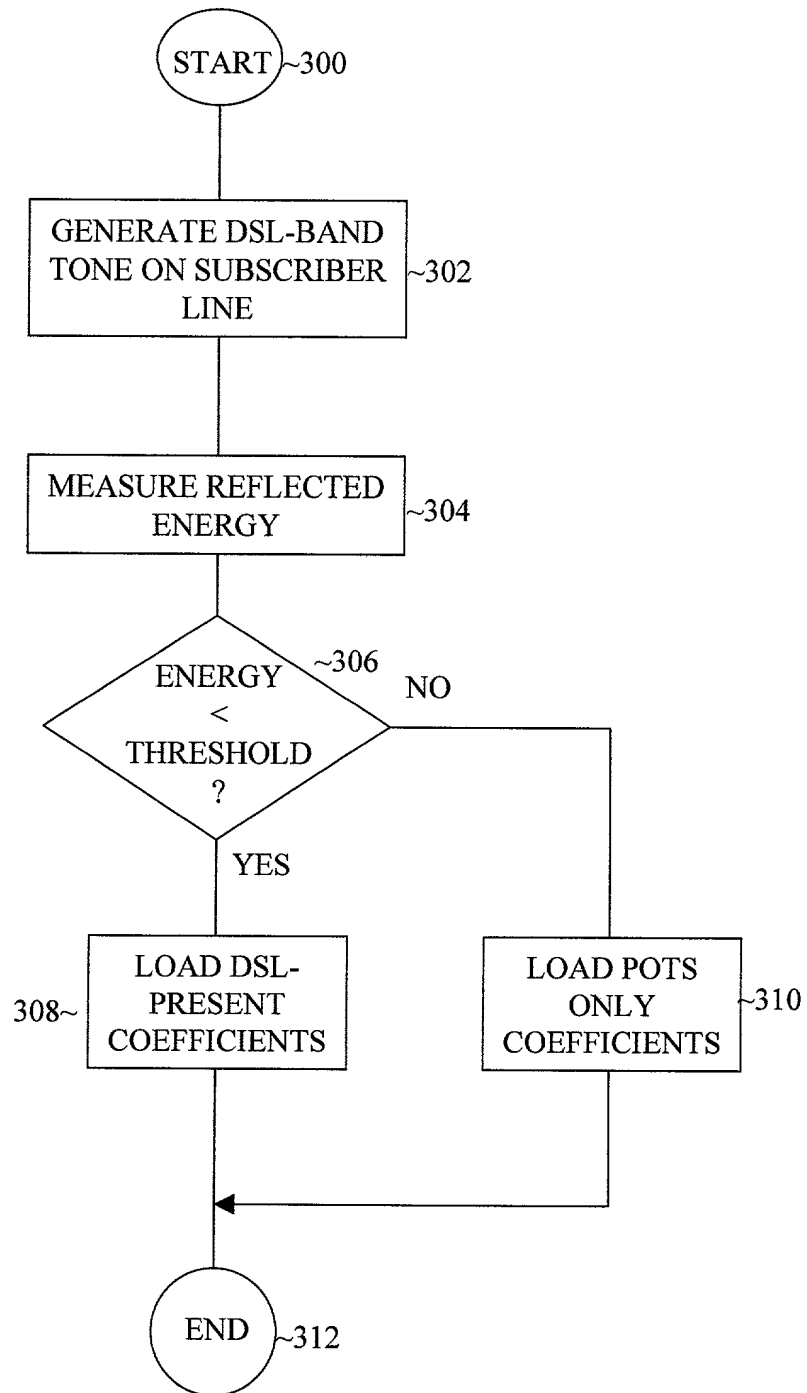 START ~300
GENERATE DSL-BAND
TONE ON SUBSCRIBER ~302
LINE
MEASURE REFLECTED
ENERGY ~304
~306
ENERGY
NO
<
THRESHOLD
?
YES
LOAD DSL-
PRESENT
COEFFICIENTS
308~
LOAD POTS
ONLY
COEFFICIENTS
~310
END ~312